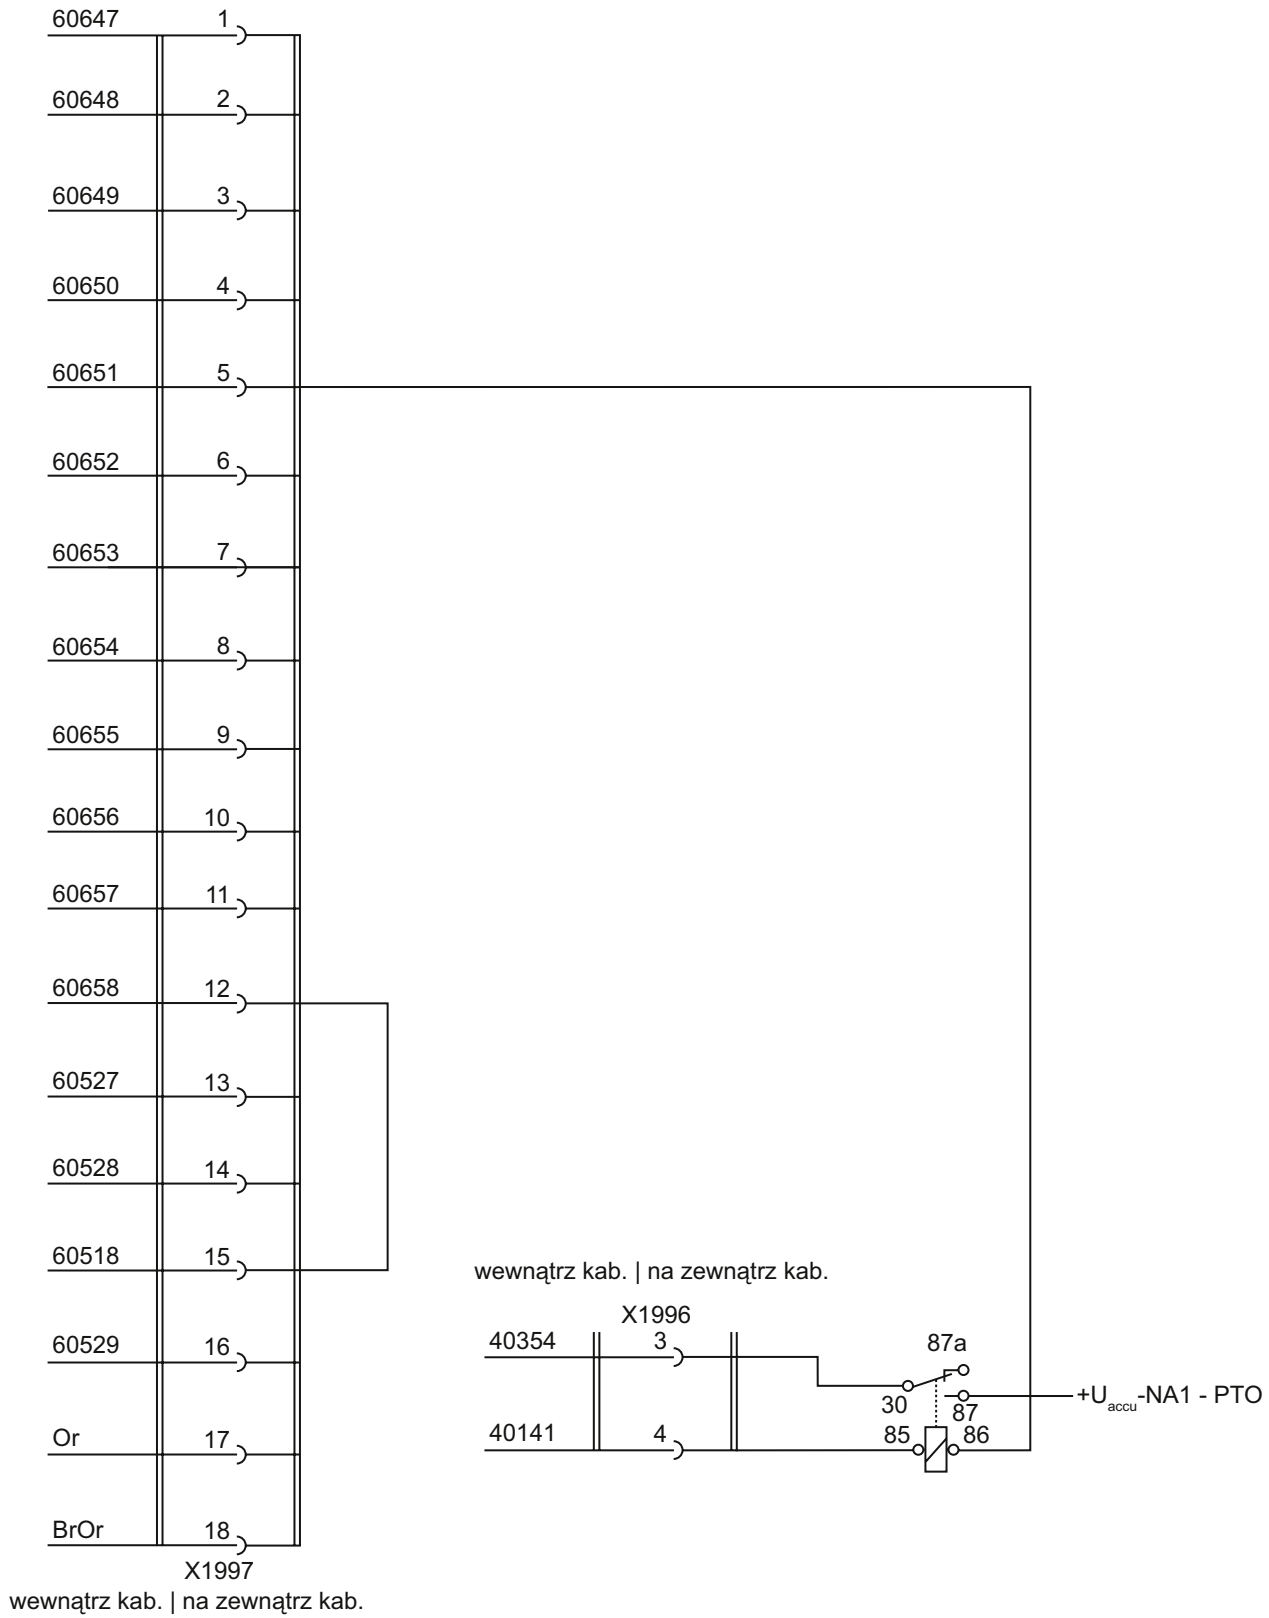 60647 1
60648 2
60649 3
60650 4
60651 5
60652 6
60653 7
60654 8
60655 9
60656 10
60657 11
60658 12
60527 13
60528 14
60518 15
60529 16
Or 17
BrOr 18
X1997
wewnątrz kab. | na zewnątrz kab.
wewnątrz kab. | na zewnątrz kab.
X1996
40354 3
87a
30
87
+Uaccu-NA1 - PTO
40141 4
85
86